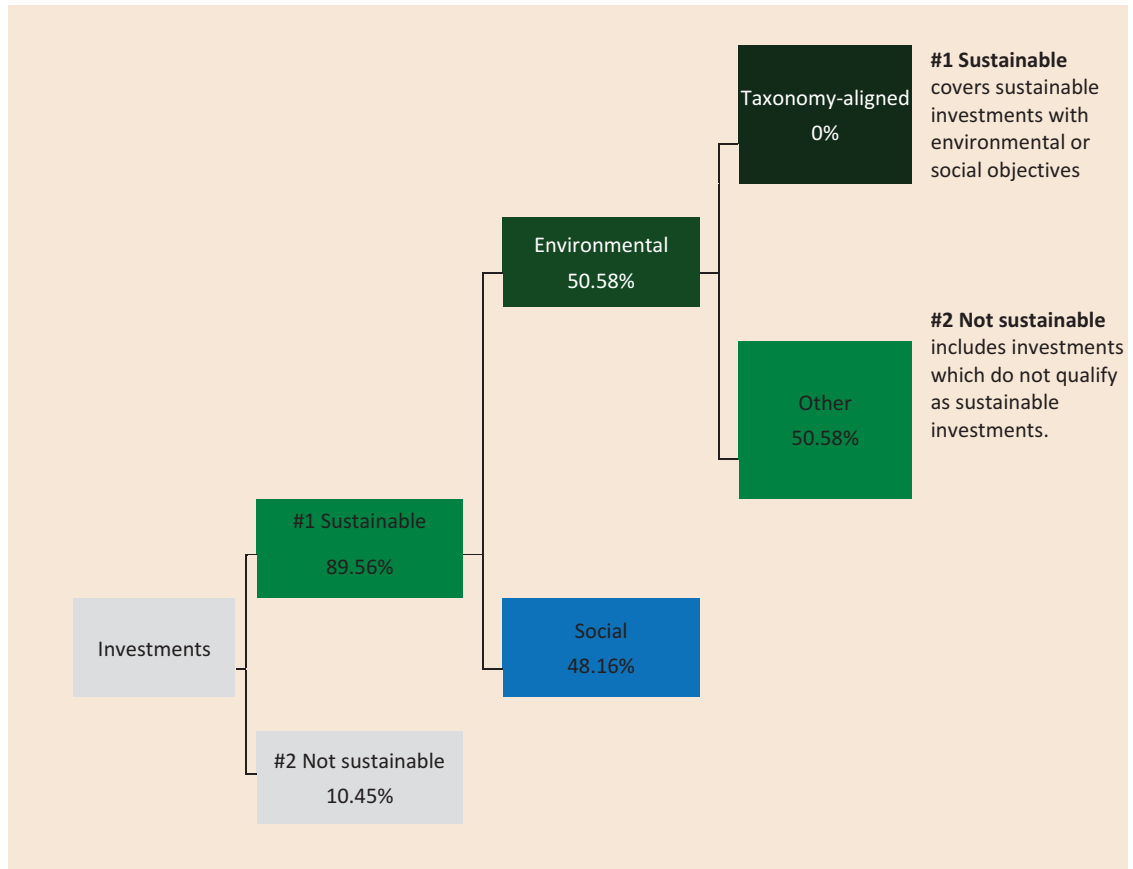 Taxonomy-aligned
0%
#1 Sustainable
covers sustainable
investments with
environmental or
social objectives
Environmental
50.58%
#2 Not sustainable
includes investments
which do not qualify
as sustainable
investments.
Other
50.58%
#1 Sustainable
89.56%
Social
48.16%
Investments
#2 Not sustainable
10.45%